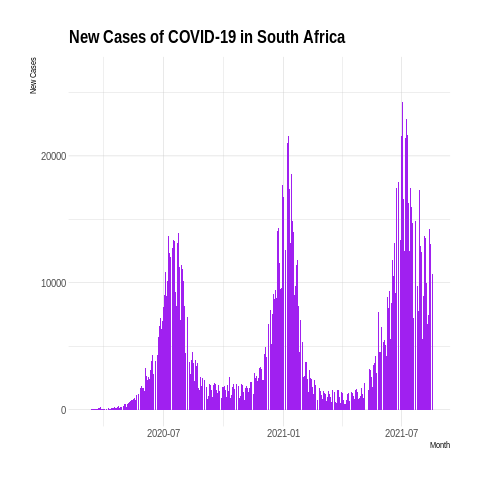 New Cases of COVID-19 in South Africa
New Cases
20000
10000
0
2020-07
2021-01
2021-07
Month